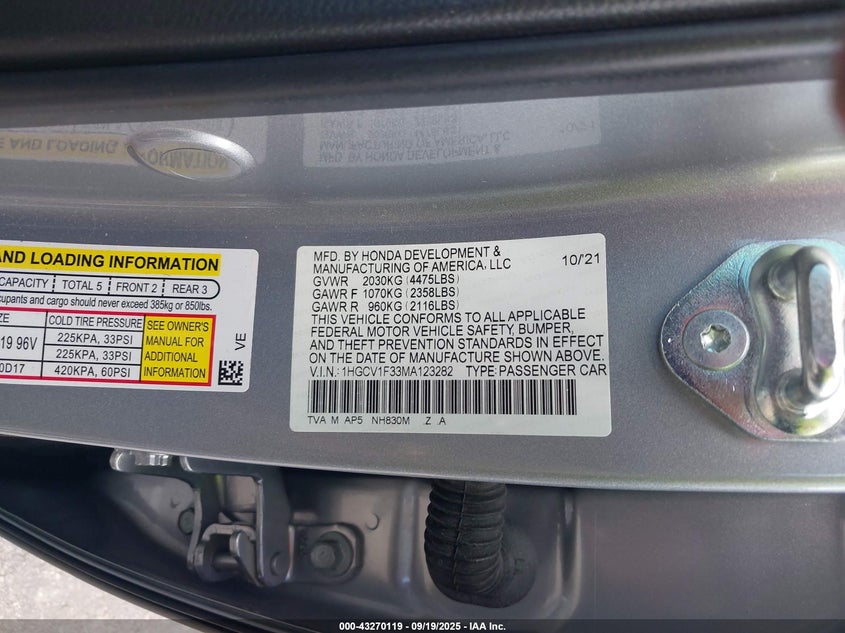 AND LOADING INFORMATION
CAPACITY TOTAL 5 FRONT 2 REAR 3
cupants and cargo should never exceed 385kg or 850lbs.
ZE COLD TIRE PRESSURE SEE OWNER'S MANUAL FOR ADDITIONAL INFORMATION
19 96V 225KPA, 33PSI
225KPA, 33PSI
0D17 420KPA, 60PSI
VE
MFD. BY HONDA DEVELOPMENT & 10/21
MANUFACTURING OF AMERICA, LLC
GVWR 2030KG (4475LBS)
GAWR F 1070KG (2358LBS)
GAWR R 960KG (2116LBS)
THIS VEHICLE CONFORMS TO ALL APPLICABLE
FEDERAL MOTOR VEHICLE SAFETY, BUMPER,
AND THEFT PREVENTION STANDARDS IN EFFECT
ON THE DATE OF MANUFACTURE SHOWN ABOVE.
V.I.N.: 1HGCV1F33MA123282 TYPE: PASSENGER CAR
TVA M AP5 NH830M .Z .A
000-43270119 - 09/19/2025 - IAA Inc.